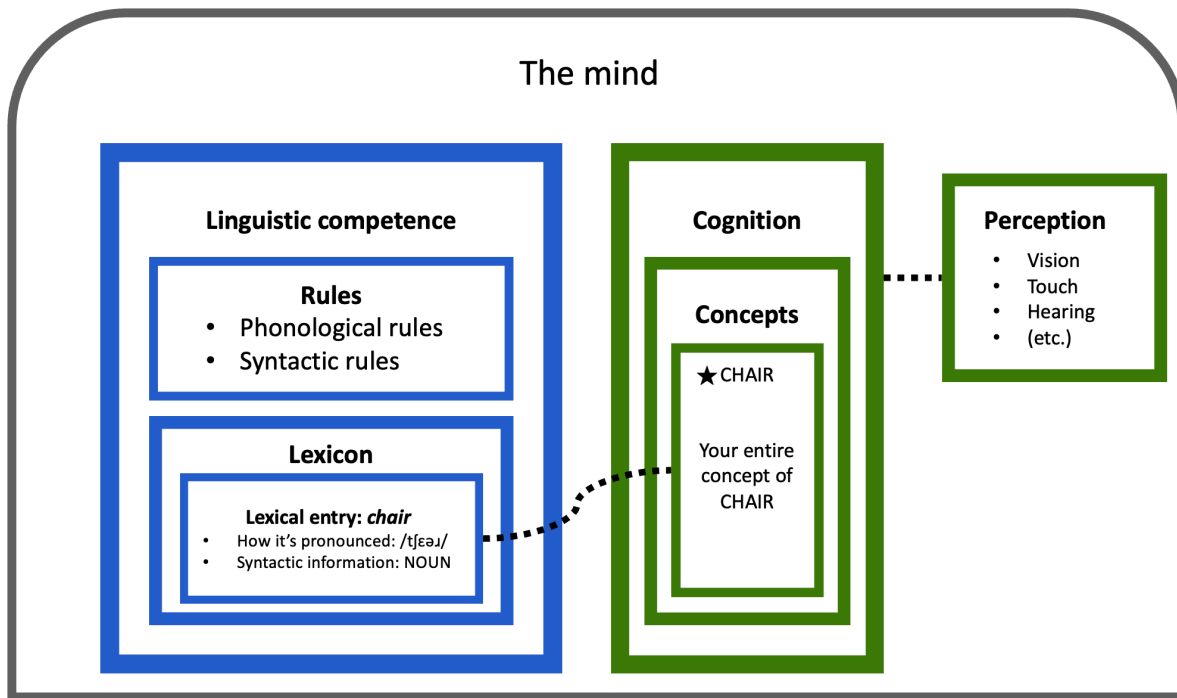 The mind
Linguistic competence
Rules
• Phonological rules
• Syntactic rules
Lexicon
Lexical entry: chair
• How it’s pronounced: /tʃɛəɹ/
• Syntactic information: NOUN
Cognition
Concepts
★ CHAIR
Your entire
concept of
CHAIR
Perception
• Vision
• Touch
• Hearing
• (etc.)